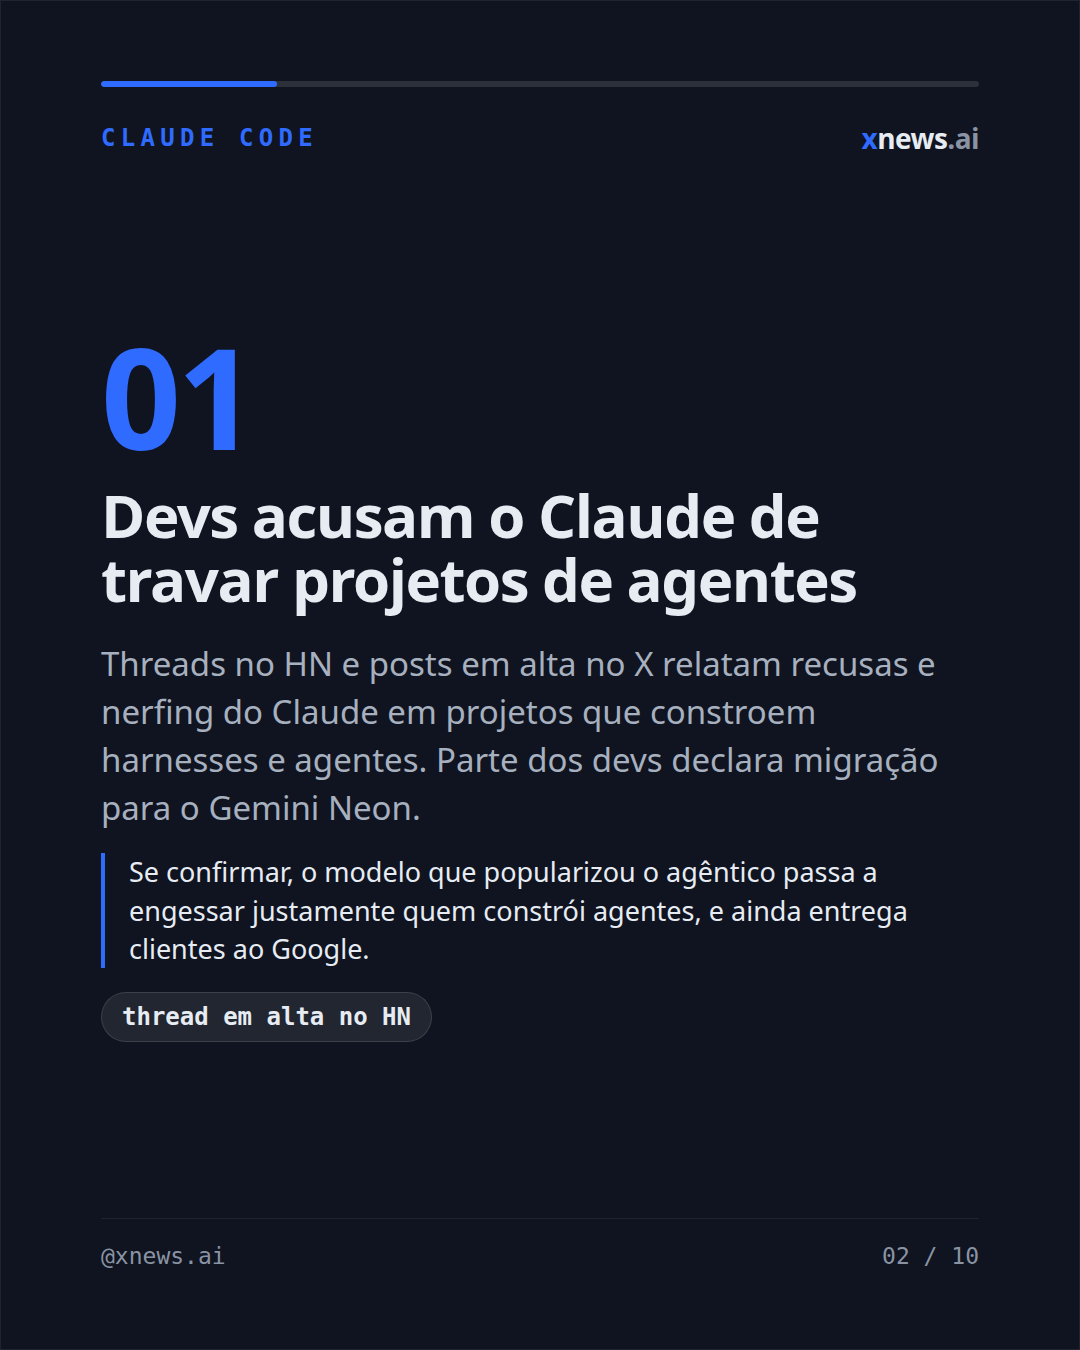 CLAUDE CODE
xnews.ai
01
Devs acusam o Claude de
travar projetos de agentes
Threads no HN e posts em alta no X relatam recusas e
nerfing do Claude em projetos que constroem
harnesses e agentes. Parte dos devs declara migração
para o Gemini Neon.
Se confirmar, o modelo que popularizou o agêntico passa a
engessar justamente quem constrói agentes, e ainda entrega
clientes ao Google.
thread em alta no HN
@xnews.ai
02 / 10